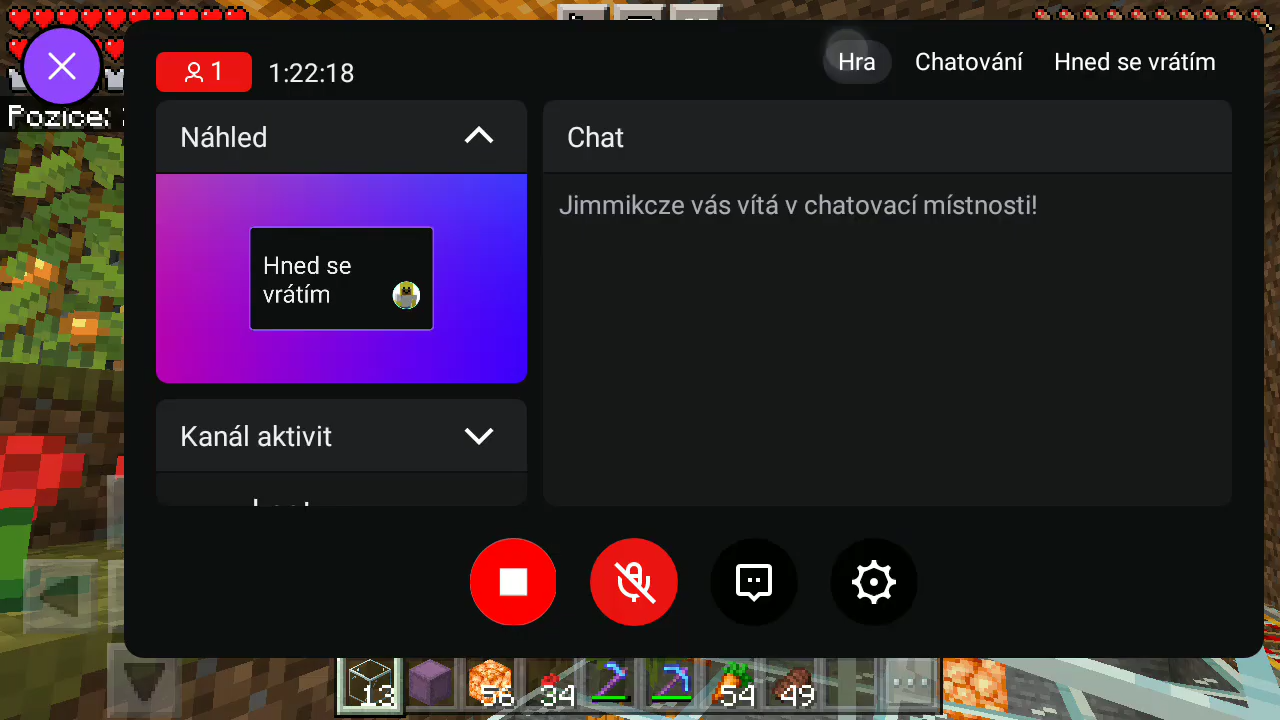 1
1:22:18
Hra
Chatování
Hned se vrátím
Pozice:
Náhled
Chat
Jimmikcze vás vítá v chatovací místnosti!
Hned se
vrátím
Kanál aktivit
13
56
34
54
49